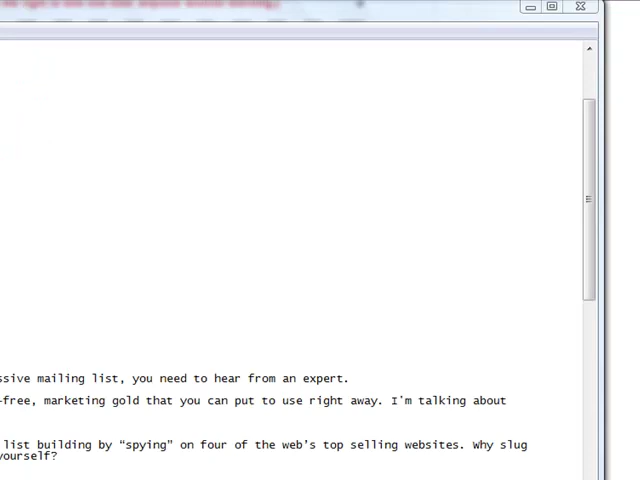 ssive mailing list, you need to hear from an expert.
-free, marketing gold that you can put to use right away. I'm talking about
list building by “spying” on four of the web’s top selling websites. Why slug
yourself?